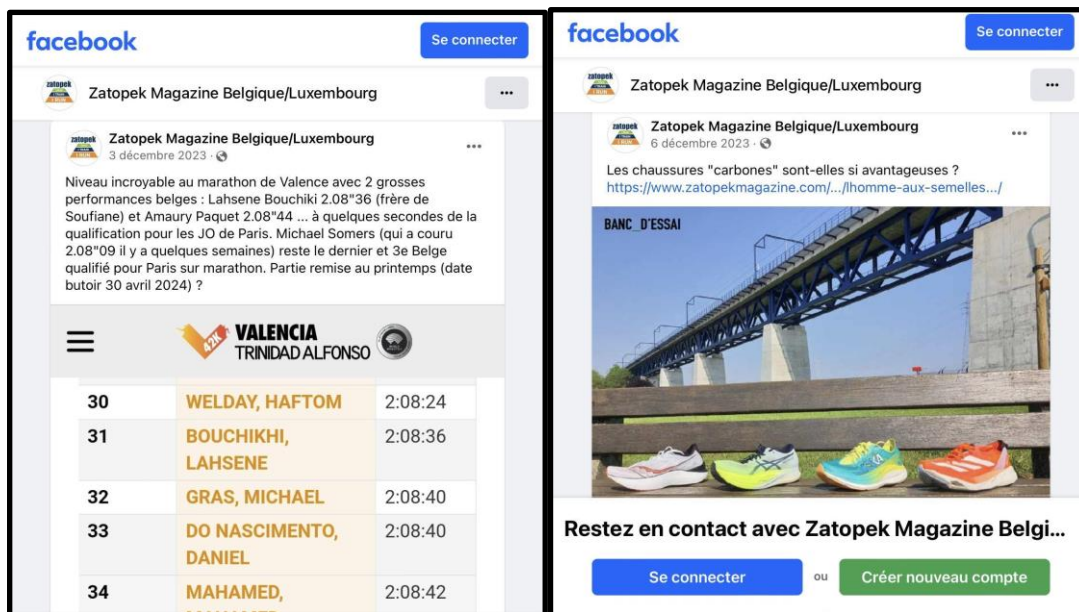 facebook
Se connecter
Zatopek Magazine Belgique/Luxembourg
...
Zatopek Magazine Belgique/Luxembourg
3 décembre 2023 ·
Niveau incroyable au marathon de Valence avec 2 grosses
performances belges : Lahsene Bouchiki 2.08"36 (frère de
Soufiane) et Amaury Paquet 2.08"44 ... à quelques secondes de la
qualification pour les JO de Paris. Michael Somers (qui a couru
2.08"09 il y a quelques semaines) reste le dernier et 3e Belge
qualifié pour Paris sur marathon. Partie remise au printemps (date
butoir 30 avril 2024) ?
42K
VALENCIA
TRINIDAD ALFONSO
30 WELDAY, HAFTOM 2:08:24
31 BOUCHIKHI, 2:08:36
LAHSENE
32 GRAS, MICHAEL 2:08:40
33 DO NASCIMENTO, 2:08:40
DANIEL
34 MAHAMED, 2:08:42
facebook
Se connecter
Zatopek Magazine Belgique/Luxembourg
...
Zatopek Magazine Belgique/Luxembourg
6 décembre 2023 ·
Les chaussures "carbones" sont-elles si avantageuses ?
https://www.zatopekmagazine.com/.../lhomme-aux-semelles.../
BANC_D'ESSAI
Restez en contact avec Zatopek Magazine Belgi...
Se connecter
ou
Créer nouveau compte